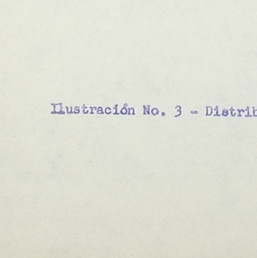 Ilustración No. 3 - Distrib